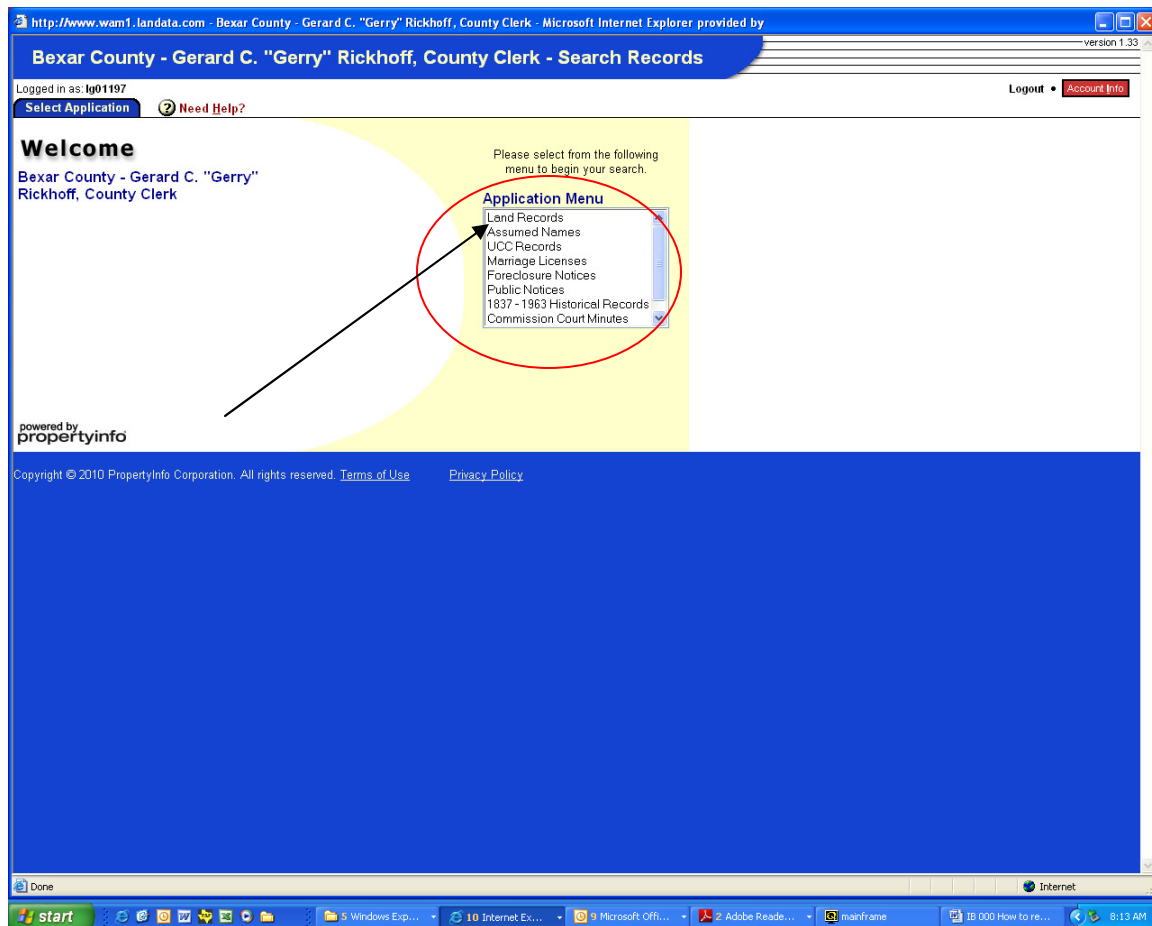 http://www.wam1.landata.com - Bexar County - Gerard C. "Gerry" Rickhoff, County Clerk - Microsoft Internet Explorer provided by
version 1.33
Bexar County - Gerard C. "Gerry" Rickhoff, County Clerk - Search Records
Logged in as: lg01197
Logout • Account Info
Select Application
? Need Help?
Welcome
Bexar County - Gerard C. "Gerry"
Rickhoff, County Clerk
Please select from the following
menu to begin your search.
Application Menu
Land Records
Assumed Names
UCC Records
Marriage Licenses
Foreclosure Notices
Public Notices
1837 - 1963 Historical Records
Commission Court Minutes
powered by
propertyinfo
Copyright © 2010 PropertyInfo Corporation. All rights reserved. Terms of Use Privacy Policy
Done
Internet
start
5 Windows Exp...
10 Internet Ex...
9 Microsoft Offi...
2 Adobe Reade...
mainframe
IB 000 How to re...
8:13 AM